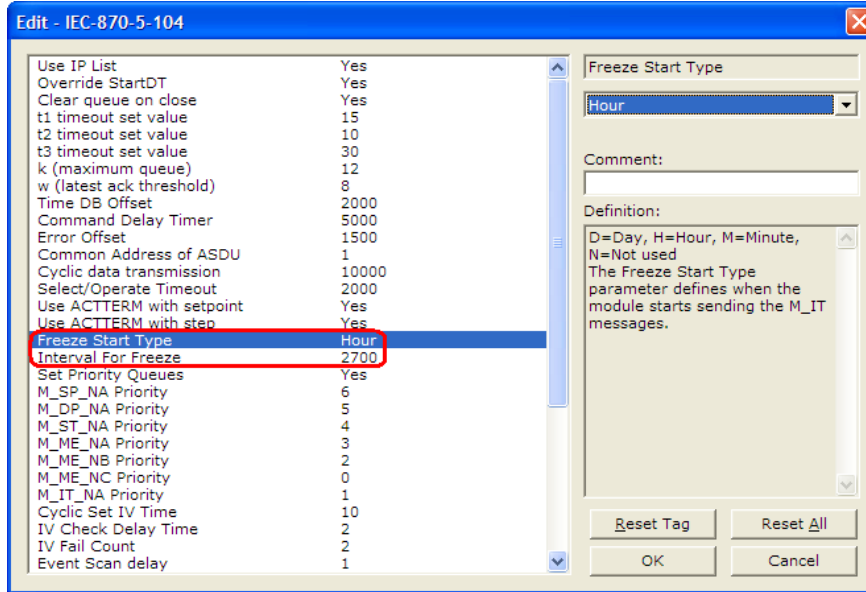 Edit - IEC-870-5-104
Use IP List Yes
Override StartDT Yes
Clear queue on close Yes
t1 timeout set value 15
t2 timeout set value 10
t3 timeout set value 30
k (maximum queue) 12
w (latest ack threshold) 8
Time DB Offset 2000
Command Delay Timer 5000
Error Offset 1500
Common Address of ASDU 1
Cyclic data transmission 10000
Select/Operate Timeout 2000
Use ACTTERM with setpoint Yes
Use ACTTERM with step Yes
Freeze Start Type Hour
Interval For Freeze 2700
Set Priority Queues Yes
M_SP_NA Priority 6
M_DP_NA Priority 5
M_ST_NA Priority 4
M_ME_NA Priority 3
M_ME_NB Priority 2
M_ME_NC Priority 0
M_IT_NA Priority 1
Cyclic Set IV Time 10
IV Check Delay Time 2
IV Fail Count 2
Event Scan delay 1
Freeze Start Type
Hour
Comment:
Definition:
D=Day, H=Hour, M=Minute,
N=Not used
The Freeze Start Type
parameter defines when the
module starts sending the M_IT
messages.
Reset Tag
Reset All
OK
Cancel